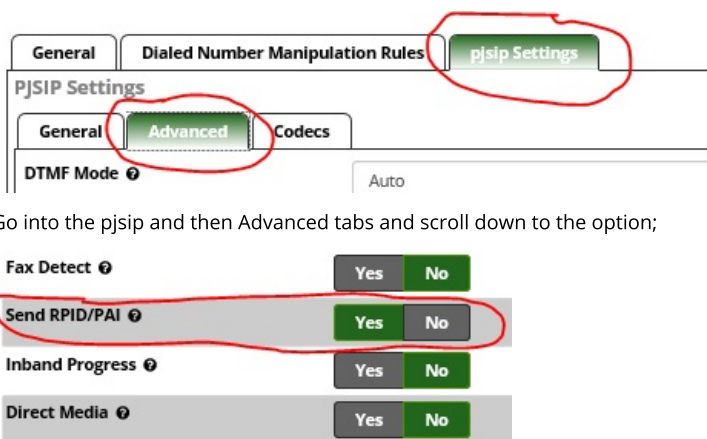 General Dialed Number Manipulation Rules pjsip Settings
PJSIP Settings
General Advanced Codecs
DTMF Mode Auto
Go into the pjsip and then Advanced tabs and scroll down to the option;
Fax Detect Yes No
Send RPID/PAI Yes No
Inband Progress Yes No
Direct Media Yes No